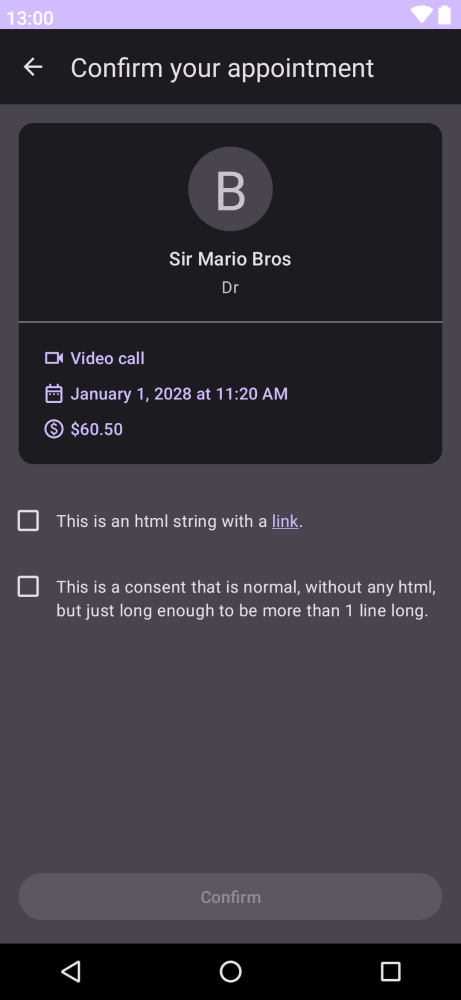 13:00
Confirm your appointment
B
Sir Mario Bros
Dr
Video call
January 1, 2028 at 11:20 AM
$60.50
This is an html string with a link.
This is a consent that is normal, without any html,
but just long enough to be more than 1 line long.
Confirm